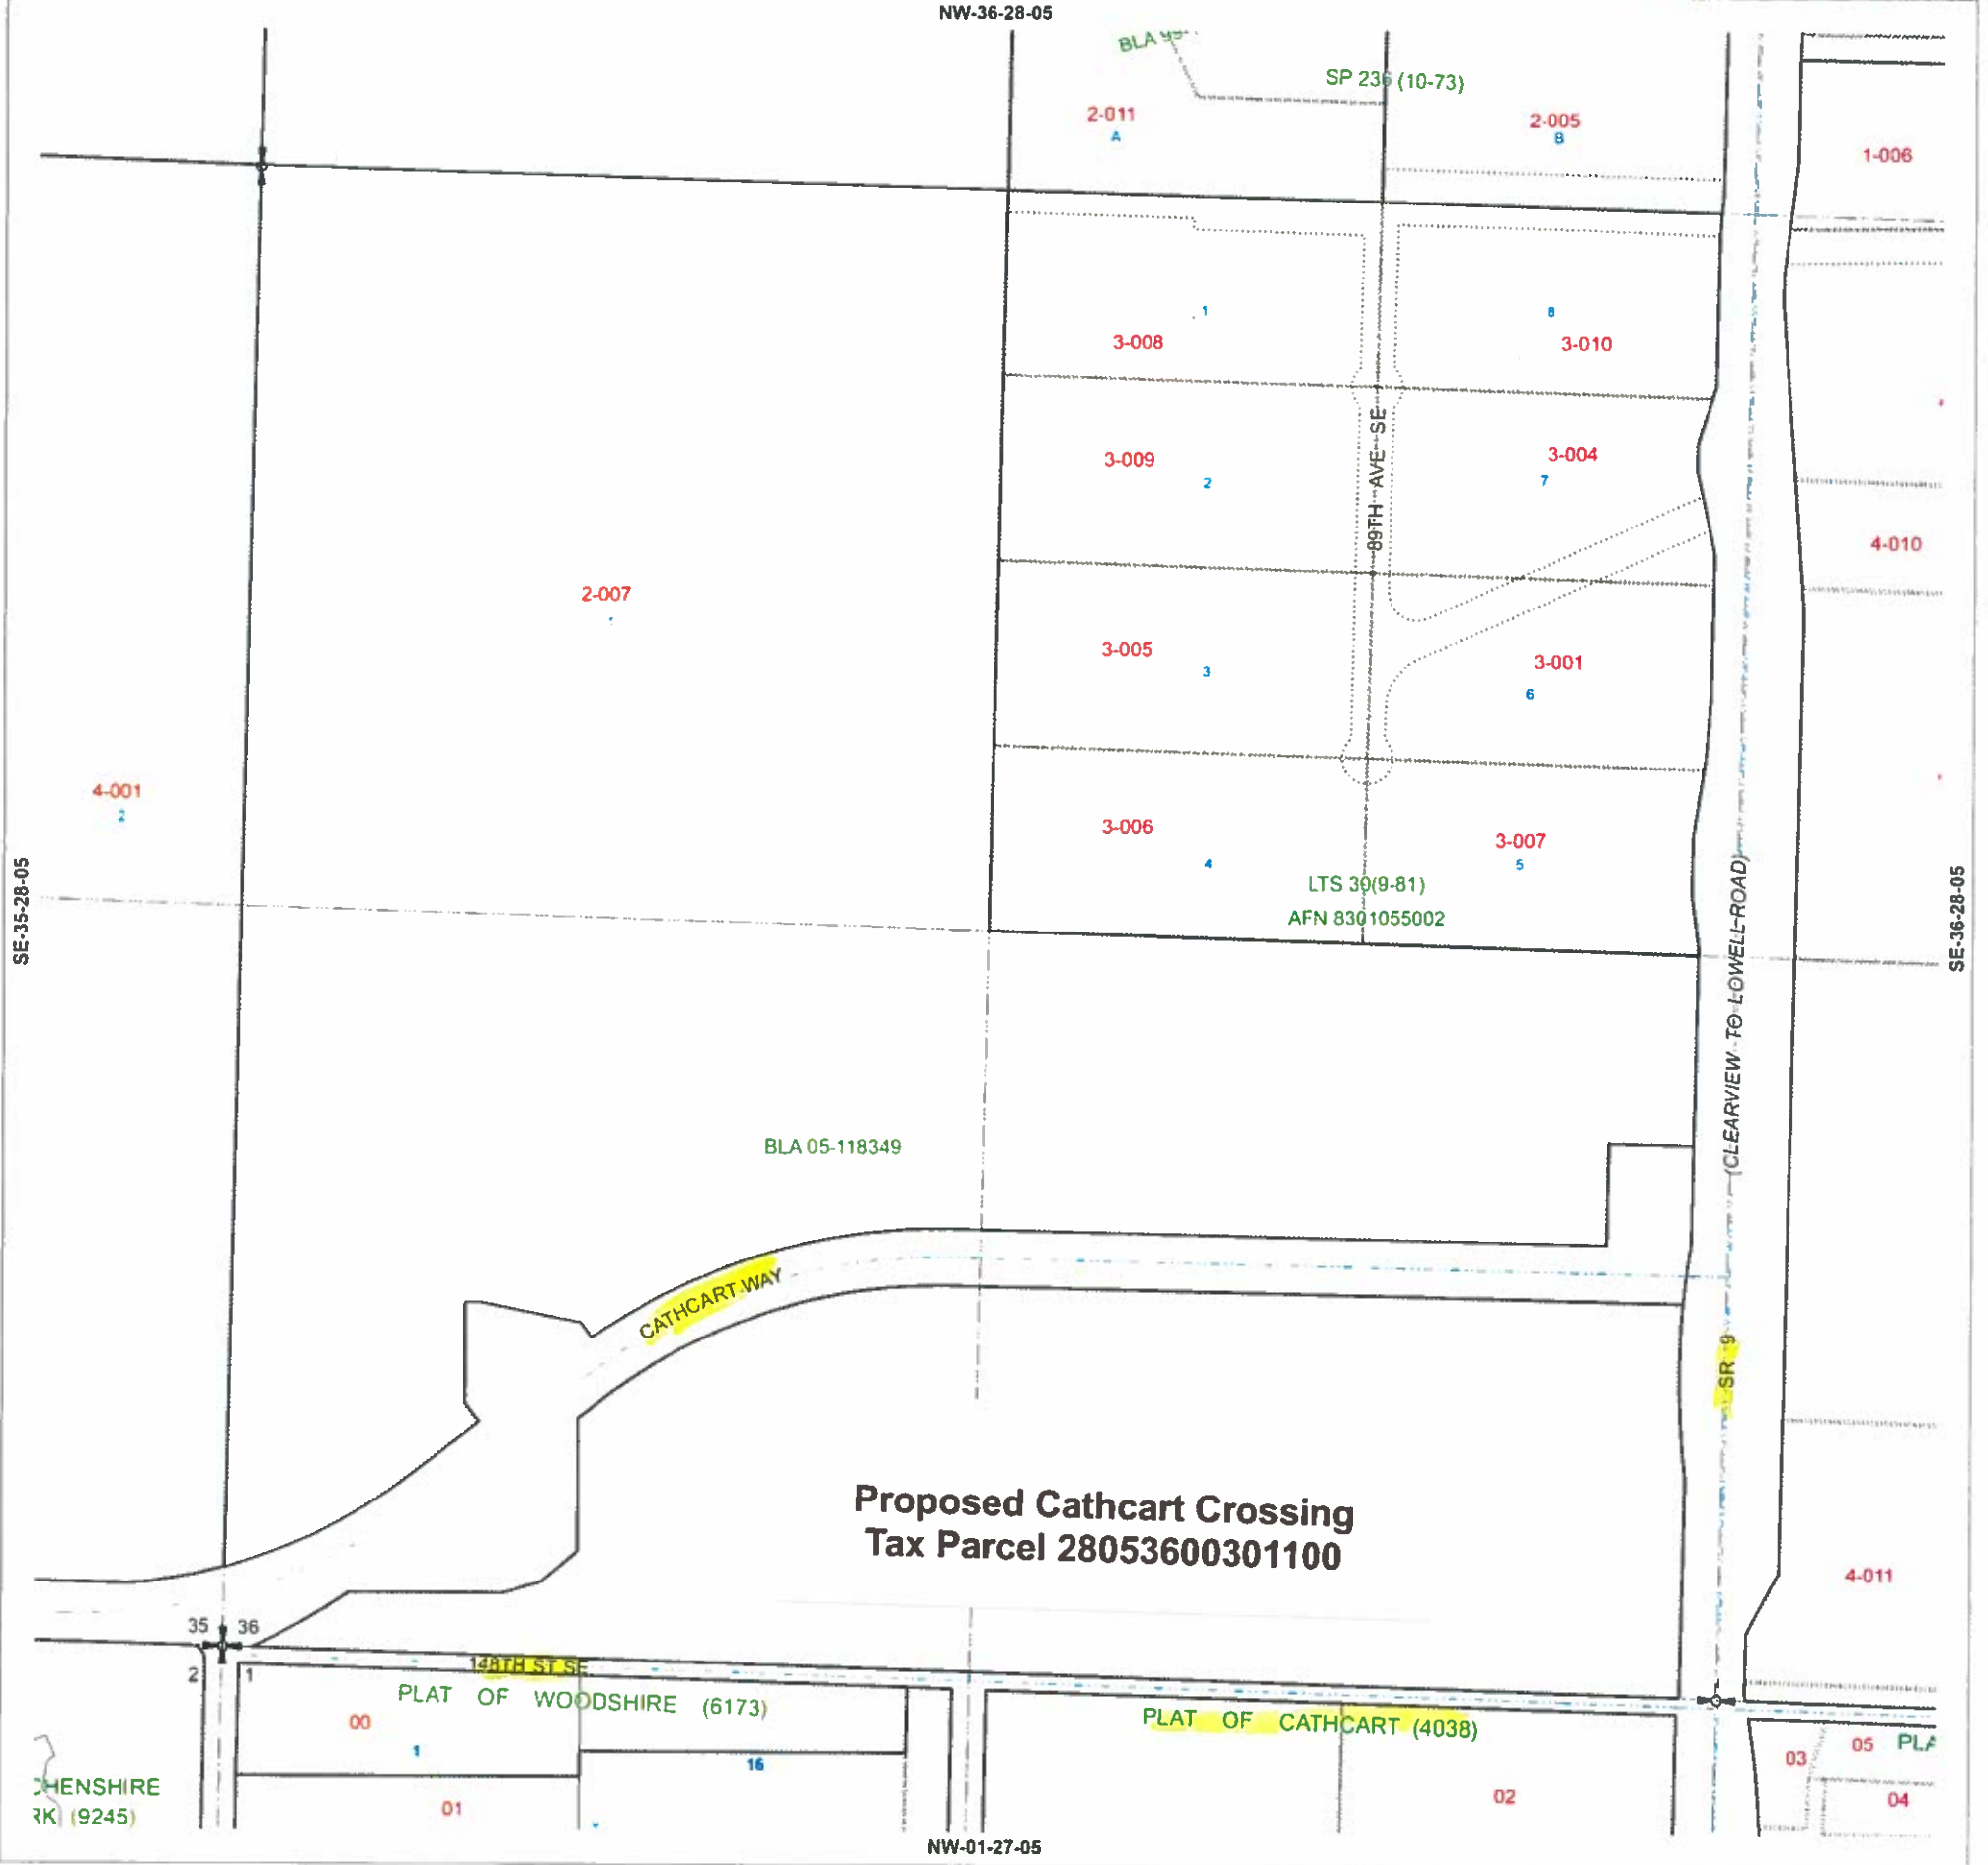 NW-36-28-05
SP 236 (10-73)
2-011
A
2-005
B
1-006
1
8
3-008
3-010
89TH AVE SE
3-009
2
3-004
7
4-010
2-007
3-005
3
3-001
6
4-001
2
3-006
4
3-007
5
LTS 30(9-81)
AFN 8301055002
SE-35-28-05
SE-36-28-05
(CLEARVIEW TO LOWELL ROAD)
BLA 05-118349
CATHCART WAY
SR 9
Proposed Cathcart Crossing
Tax Parcel 28053600301100
4-011
35 36
2 1
148TH ST SE
PLAT OF WOODSHIRE (6173)
PLAT OF CATHCART (4038)
00
1
16
01
02
03
05 PLA
04
CHENSHIRE
RK (9245)
NW-01-27-05